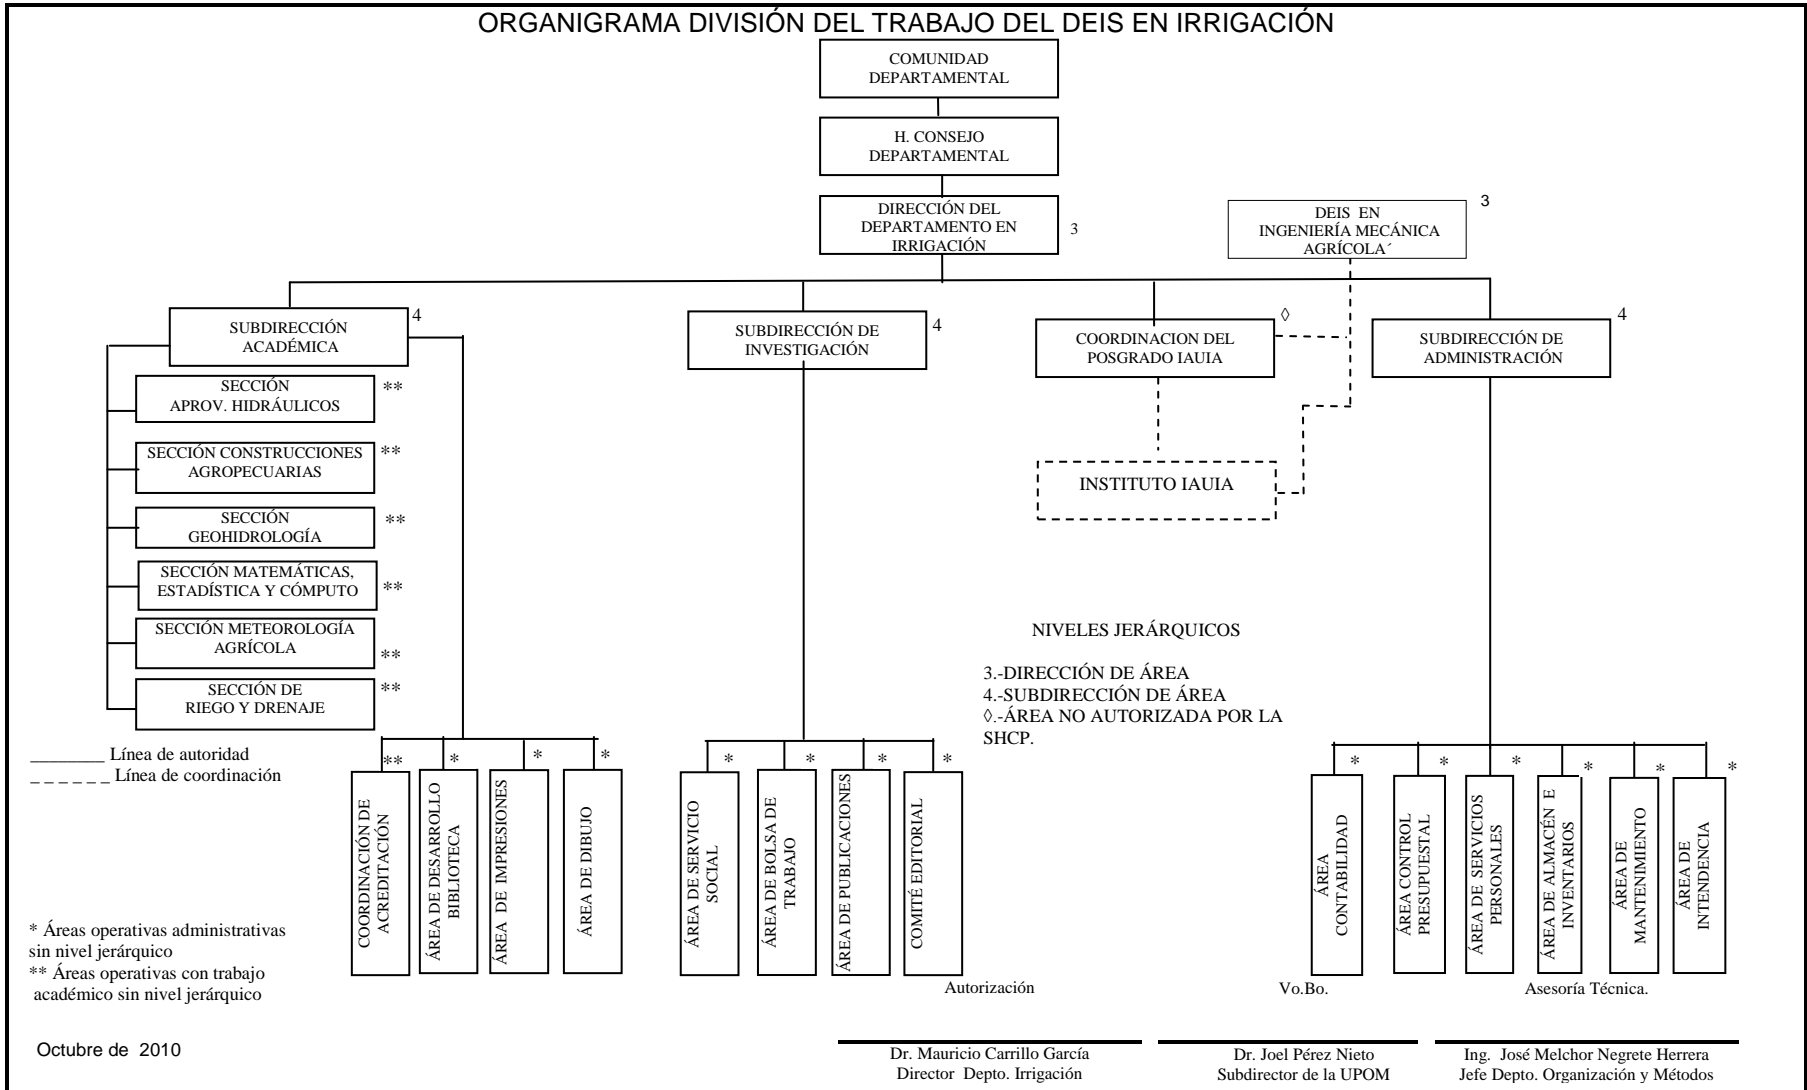 ORGANIGRAMA DIVISIÓN DEL TRABAJO DEL DEIS EN IRRIGACIÓN
COMUNIDAD
DEPARTAMENTAL
H. CONSEJO
DEPARTAMENTAL
DIRECCIÓN DEL
DEPARTAMENTO EN
IRRIGACIÓN
3
DEIS EN
INGENIERÍA MECÁNICA
AGRÍCOLA´
3
SUBDIRECCIÓN
ACADÉMICA
4
SUBDIRECCIÓN DE
INVESTIGACIÓN
4
COORDINACION DEL
POSGRADO IAUIA
◊
SUBDIRECCIÓN DE
ADMINISTRACIÓN
4
SECCIÓN
APROV. HIDRÁULICOS
**
SECCIÓN CONSTRUCCIONES
AGROPECUARIAS
**
SECCIÓN
GEOHIDROLOGÍA
**
SECCIÓN MATEMÁTICAS,
ESTADÍSTICA Y CÓMPUTO
**
SECCIÓN METEOROLOGÍA
AGRÍCOLA
**
SECCIÓN DE
RIEGO Y DRENAJE
**
INSTITUTO IAUIA
NIVELES JERÁRQUICOS
3.-DIRECCIÓN DE ÁREA
4.-SUBDIRECCIÓN DE ÁREA
◊.-ÁREA NO AUTORIZADA POR LA
SHCP.
________ Línea de autoridad
_ _ _ _ _ _ Línea de coordinación
**
COORDINACIÓN DE
ACREDITACIÓN
*
ÁREA DE DESARROLLO
BIBLIOTECA
*
ÁREA DE IMPRESIONES
*
ÁREA DE DIBUJO
*
ÁREA DE SERVICIO
SOCIAL
*
ÁREA DE BOLSA DE
TRABAJO
*
ÁREA DE PUBLICACIONES
*
COMITÉ EDITORIAL
*
ÁREA
CONTABILIDAD
*
ÁREA CONTROL
PRESUPUESTAL
*
ÁREA DE SERVICIOS
PERSONALES
*
ÁREA DE ALMACÉN E
INVENTARIOS
*
ÁREA DE
MANTENIMIENTO
*
ÁREA DE
INTENDENCIA
* Áreas operativas administrativas
sin nivel jerárquico
** Áreas operativas con trabajo
académico sin nivel jerárquico
Octubre de 2010
Autorización
Dr. Mauricio Carrillo García
Director Depto. Irrigación
Vo.Bo.
Dr. Joel Pérez Nieto
Subdirector de la UPOM
Asesoría Técnica.
Ing. José Melchor Negrete Herrera
Jefe Depto. Organización y Métodos